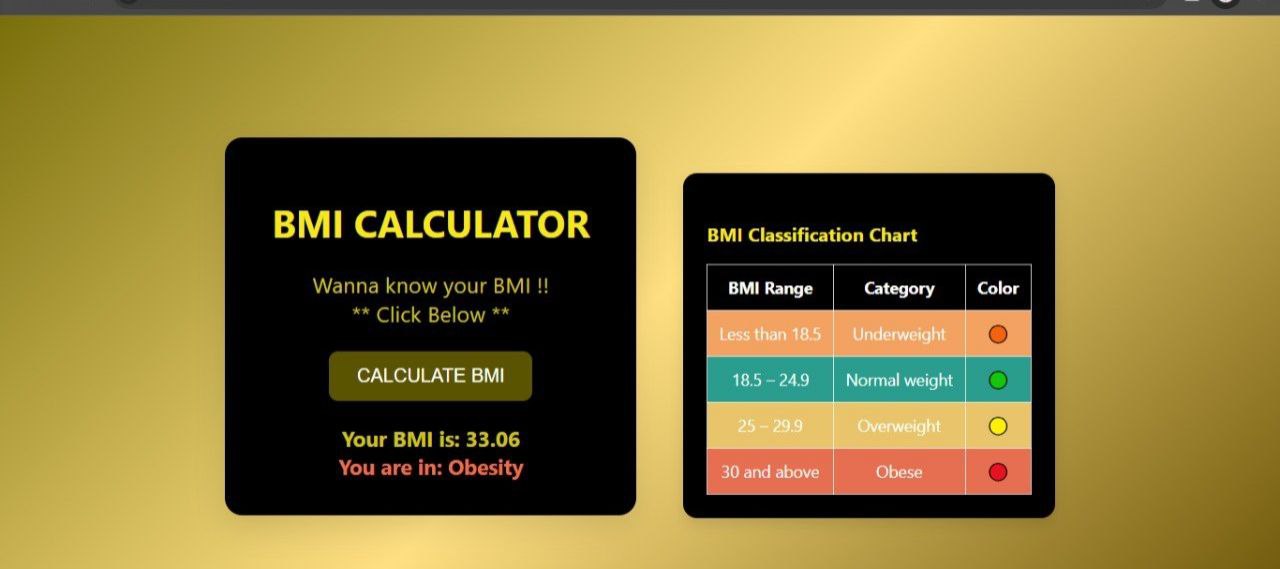 BMI CALCULATOR
Wanna know your BMI !!
** Click Below **
CALCULATE BMI
Your BMI is: 33.06
You are in: Obesity
BMI Classification Chart
BMI Range Category Color
Less than 18.5 Underweight
18.5 – 24.9 Normal weight
25 – 29.9 Overweight
30 and above Obese